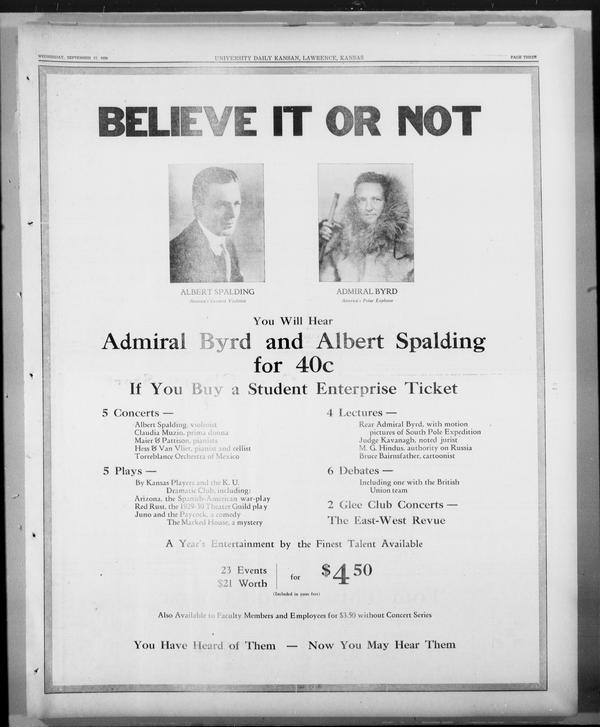 WEDNESDAY, SEPTEMBER 17, 1930
UNIVERSITY DAILY KANSAN, LAWRENCE, KANSAS
PAGE THREE
BELIEVE IT OR NOT
ALBERT SPALDING
America's Greatest Violinist
ADMIRAL BYRD
America's Polar Explorer
You Will Hear
Admiral Byrd and Albert Spalding
for 40c
If You Buy a Student Enterprise Ticket
5 Concerts —
Albert Spalding, violinist
Claudia Muzio, prima donna
Maier & Pattison, pianists
Hess & Van Vlier, pianist and cellist
Torreblance Orchestra of Mexico
5 Plays —
By Kansas Players and the K. U.
Dramatic Club, including:
Arizona, the Spanish-American war-play
Red Rust, the 1929-30 Theater Guild play
Juno and the Paycock, a comedy
The Marked House, a mystery
4 Lectures —
Rear Admiral Byrd, with motion
pictures of South Pole Expedition
Judge Kavanagh, noted jurist
M. G. Hindus, authority on Russia
Bruce Bairnsfather, cartoonist
6 Debates —
Including one with the British
Union team
2 Glee Club Concerts —
The East-West Revue
A Year's Entertainment by the Finest Talent Available
23 Events
$21 Worth
for
$4.50
(Included in your fees)
Also Available to Faculty Members and Employees for $3.50 without Concert Series
You Have Heard of Them — Now You May Hear Them